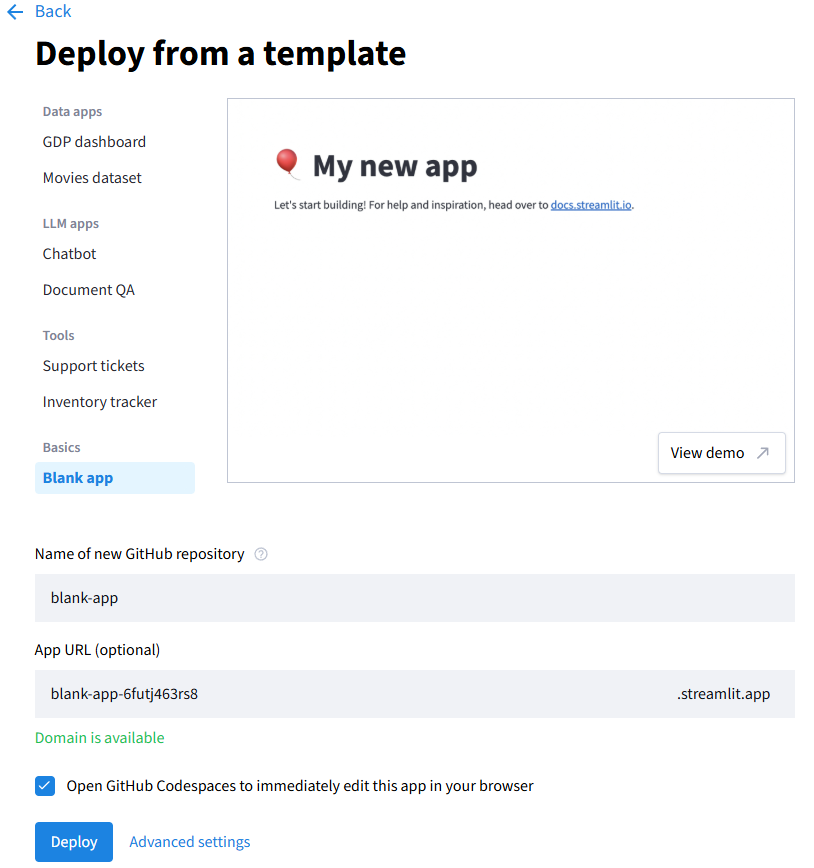 Back
Deploy from a template
Data apps
GDP dashboard
Movies dataset
LLM apps
Chatbot
Document QA
Tools
Support tickets
Inventory tracker
Basics
Blank app
My new app
Let's start building! For help and inspiration, head over to docs.streamlit.io.
View demo
Name of new GitHub repository
blank-app
App URL (optional)
blank-app-6futj463rs8 .streamlit.app
Domain is available
Open GitHub Codespaces to immediately edit this app in your browser
Deploy Advanced settings